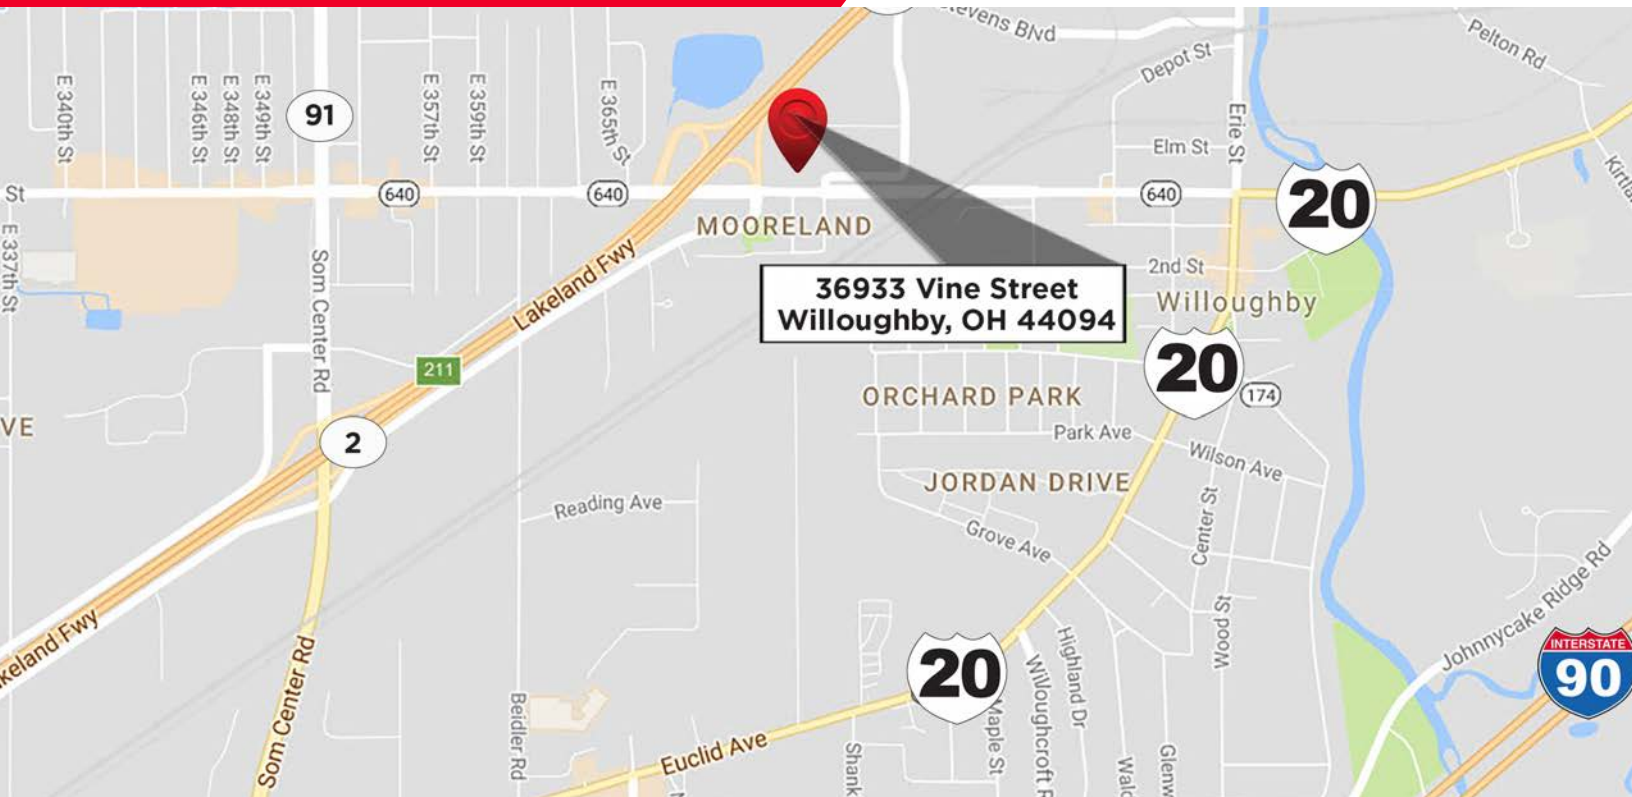 Stevens Blvd
Pelton Rd
Depot St
E 340th St
E 346th St
E 348th St
E 349th St
91
E 357th St
E 359th St
E 365th St
Erie St
Elm St
St
640
640
640
20
MOORELAND
E 337th St
Som Center Rd
Lakeland Fwy
2nd St
36933 Vine Street
Willoughby, OH 44094
Willoughby
211
20
174
ORCHARD PARK
VE
2
Park Ave
Wilson Ave
JORDAN DRIVE
Reading Ave
Grove Ave
Center St
Johnnycake Ridge Rd
keland Fwy
Wood St
Som Center Rd
Highland Dr
INTERSTATE
90
20
Willoughcroft R
Beidler Rd
Maple St
Euclid Ave
Shank
Glenw